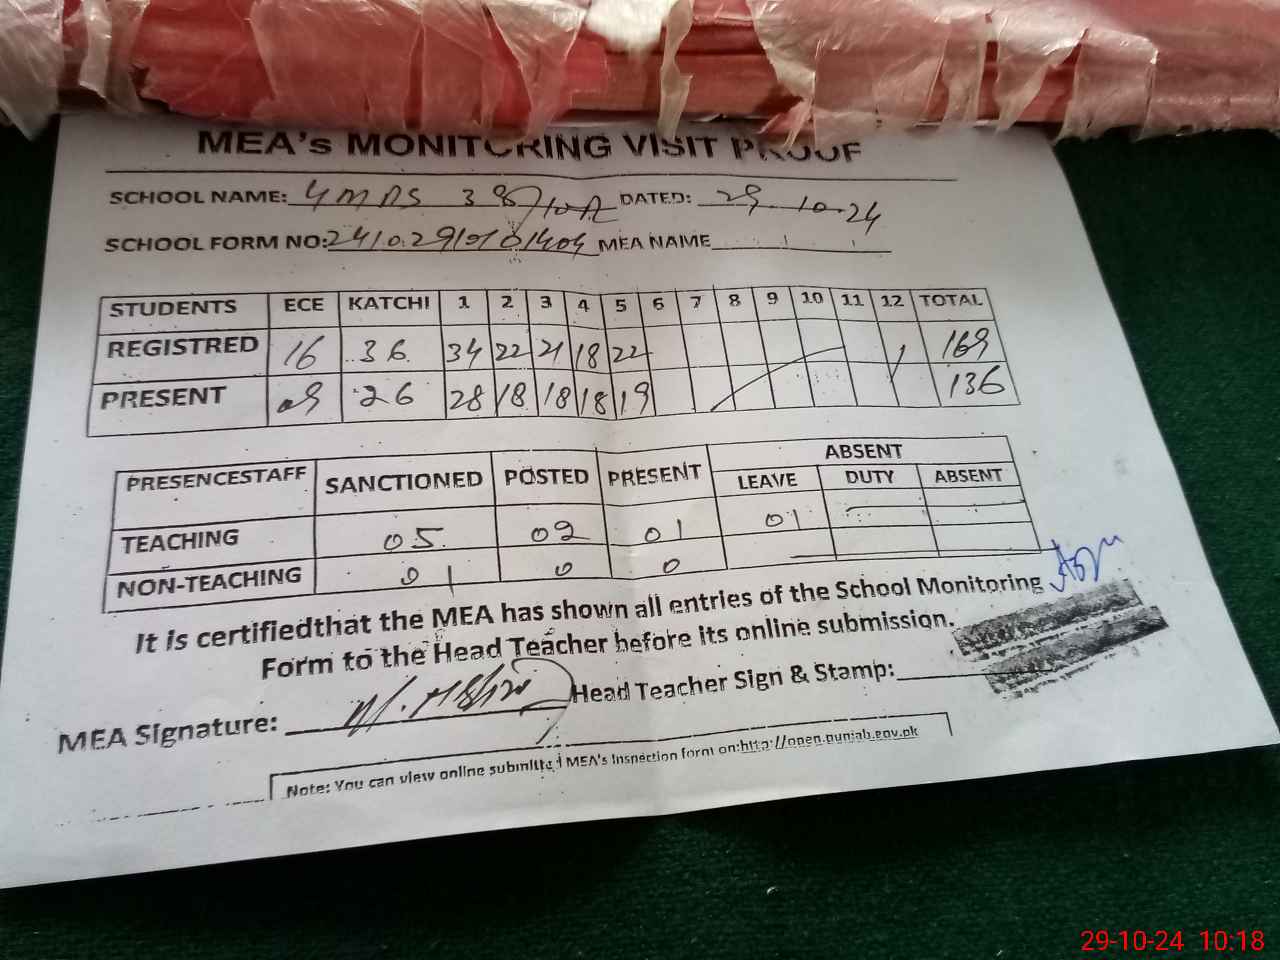 MEA's MONITORING VISIT PROOF
SCHOOL NAME: GMPS 38/10R DATED: 29.10.24
SCHOOL FORM NO: MEA NAME
STUDENTS ECE KATCHI 1 2 3 4 5 6 7 8 9 10 11 12 TOTAL
REGISTRED 16 36 34 22 21 18 22 169
PRESENT 09 26 28 18 18 18 19 136
PRESENCESTAFF SANCTIONED POSTED PRESENT ABSENT
LEAVE DUTY ABSENT
TEACHING 05 02 01 01
NON-TEACHING 01 0 0
It is certifiedthat the MEA has shown all entries of the School Monitoring
Form to the Head Teacher before its online submission.
MEA Signature: Head Teacher Sign & Stamp:
Note: You can view online submitted MEA's Inspection form on:http://open.punjab.gov.pk
29-10-24 10:18